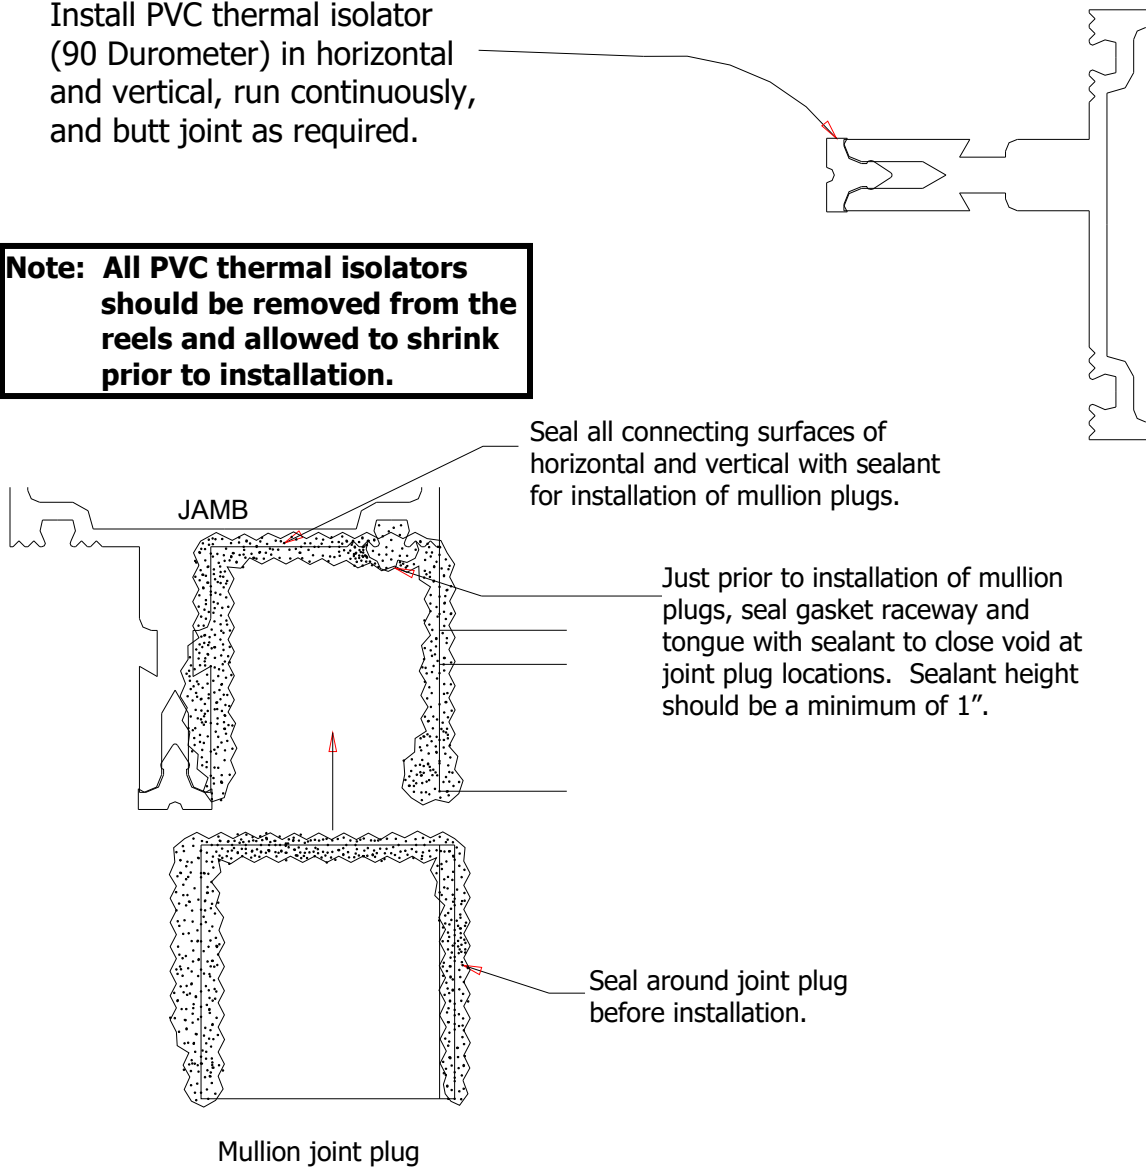 Install PVC thermal isolator
(90 Durometer) in horizontal
and vertical, run continuously,
and butt joint as required.
Note: All PVC thermal isolators
should be removed from the
reels and allowed to shrink
prior to installation.
Seal all connecting surfaces of
horizontal and vertical with sealant
for installation of mullion plugs.
JAMB
Just prior to installation of mullion
plugs, seal gasket raceway and
tongue with sealant to close void at
joint plug locations. Sealant height
should be a minimum of 1”.
Seal around joint plug
before installation.
Mullion joint plug